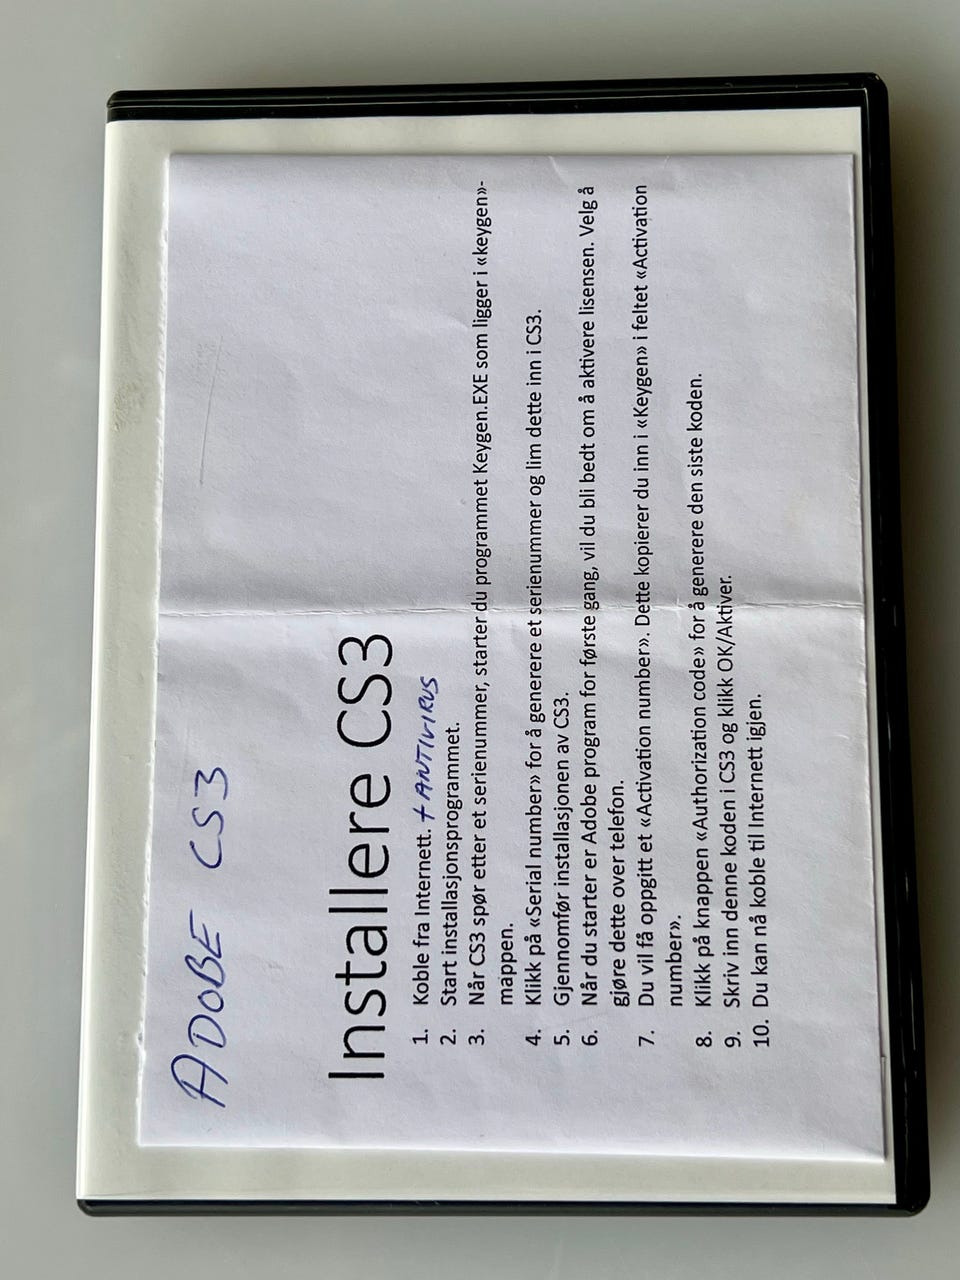 ADOBE CS3
Installere CS3
1. Koble fra Internett. + ANTIVIRUS
2. Start installasjonsprogrammet.
3. Når CS3 spør etter et serienummer, starter du programmet Keygen.EXE som ligger i «keygen»-
mappen.
4. Klikk på «Serial number» for å generere et serienummer og lim dette inn i CS3.
5. Gjennomfør installasjonen av CS3.
6. Når du starter er Adobe program for første gang, vil du bli bedt om å aktivere lisensen. Velg å
gjøre dette over telefon.
7. Du vil få oppgitt et «Activation number». Dette kopierer du inn i «Keygen» i feltet «Activation
number».
8. Klikk på knappen «Authorization code» for å generere den siste koden.
9. Skriv inn denne koden i CS3 og klikk OK/Aktiver.
10. Du kan nå koble til Internett igjen.